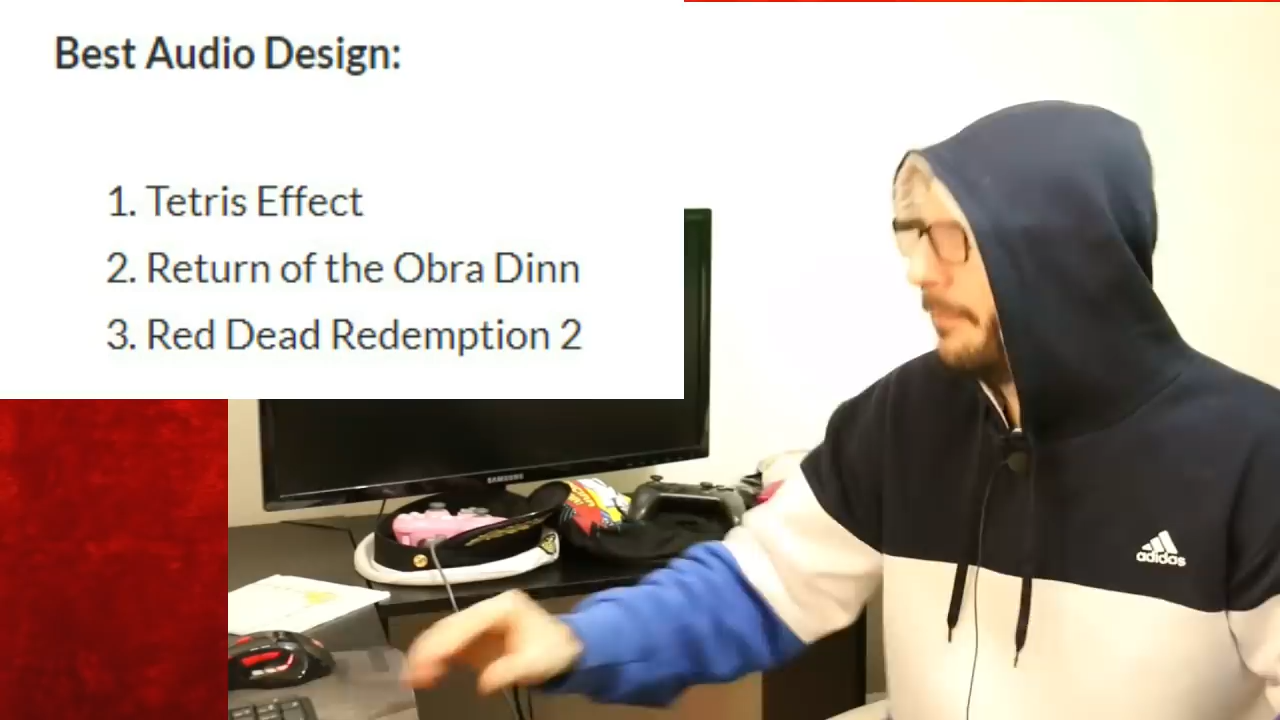 Best Audio Design:
1. Tetris Effect
2. Return of the Obra Dinn
3. Red Dead Redemption 2
SAMSUNG
adidas